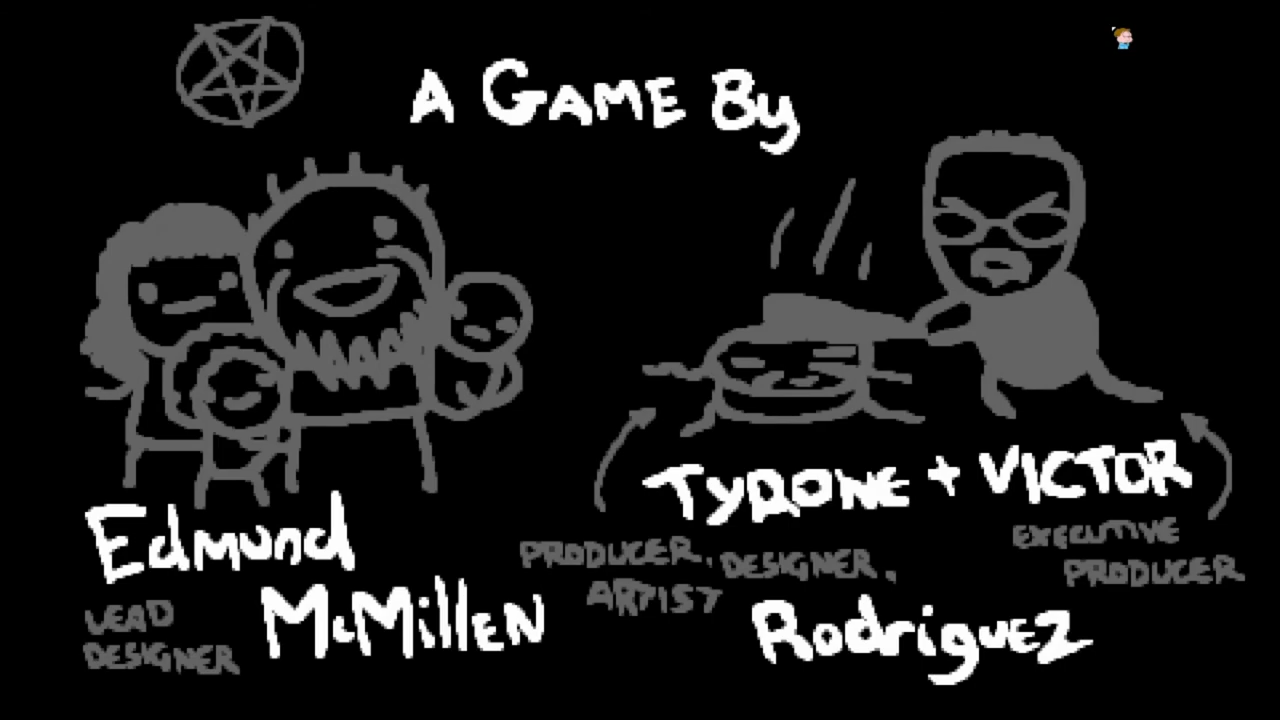 A GAME By
Edmund
McMillEN
LEAD
DESIGNER
TYRONE + VICTOR
RodriguEz
PRODUCER. DESIGNER.
ARTIST
EXECUTIVE
PRODUCER